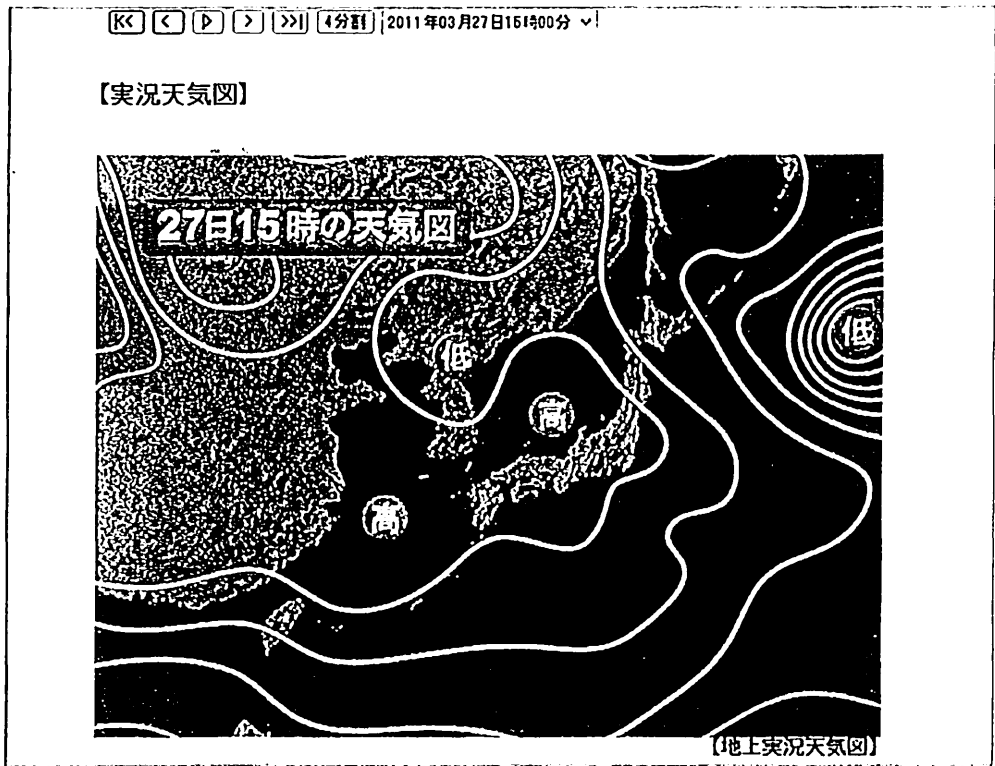 K<< < ▷ > >>| 4分割 2011年03月27日15時00分
【実況天気図】
27日15時の天気図
低
低
高
高
【地上実況天気図】